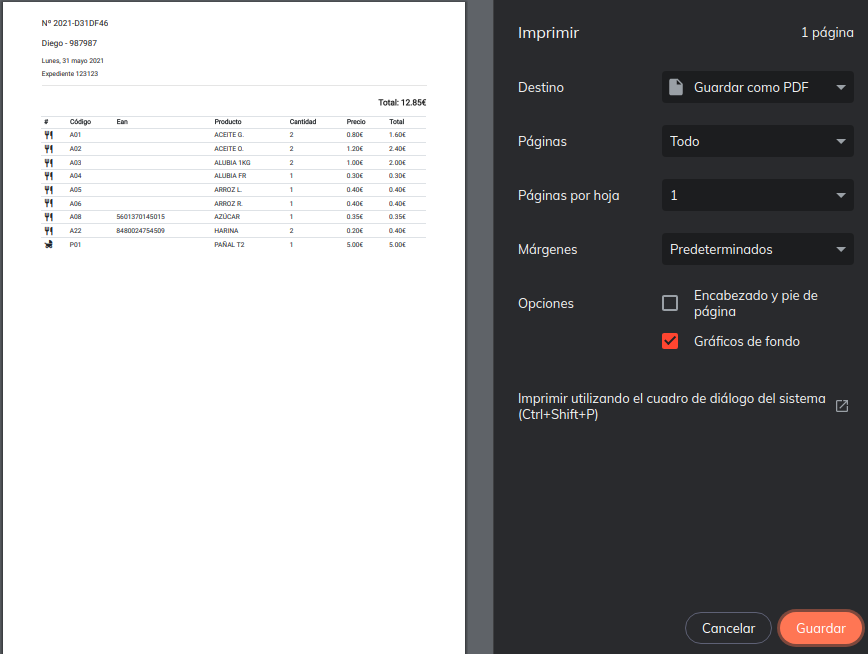 Nº 2021-D31DF46
Diego - 987987
Lunes, 31 mayo 2021
Expediente 123123
Total: 12.85€
# Código Ean Producto Cantidad Precio Total
A01 ACEITE G. 2 0.80€ 1.60€
A02 ACEITE O. 2 1.20€ 2.40€
A03 ALUBIA 1KG 2 1.00€ 2.00€
A04 ALUBIA FR 1 0.30€ 0.30€
A05 ARROZ L. 1 0.40€ 0.40€
A06 ARROZ R. 1 0.40€ 0.40€
A08 5601370145015 AZÚCAR 1 0.35€ 0.35€
A22 8480024754509 HARINA 2 0.20€ 0.40€
P01 PAÑAL T2 1 5.00€ 5.00€
Imprimir 1 página
Destino Guardar como PDF
Páginas Todo
Páginas por hoja 1
Márgenes Predeterminados
Opciones Encabezado y pie de
página
Gráficos de fondo
Imprimir utilizando el cuadro de diálogo del sistema
(Ctrl+Shift+P)
Cancelar Guardar